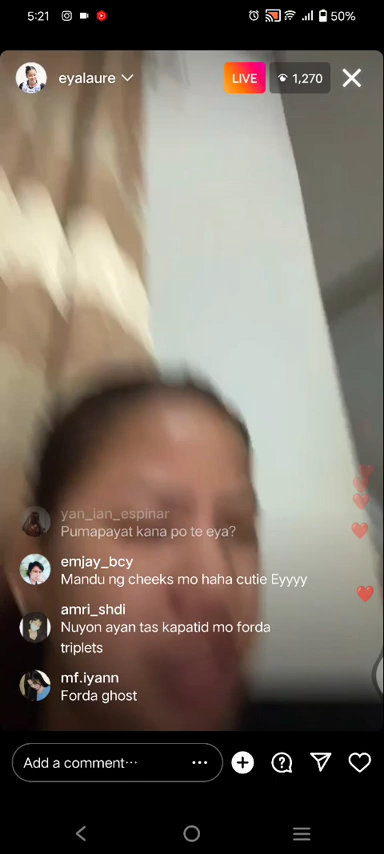 5:21
50%
eyalaure
LIVE
1,270
yan_ian_espinar
Pumapayat kana po te eya?
emjay_bcy
Mandu ng cheeks mo haha cutie Eyyyy
amri_shdi
Nuyon ayan tas kapatid mo forda
triplets
mf.iyann
Forda ghost
Add a comment...